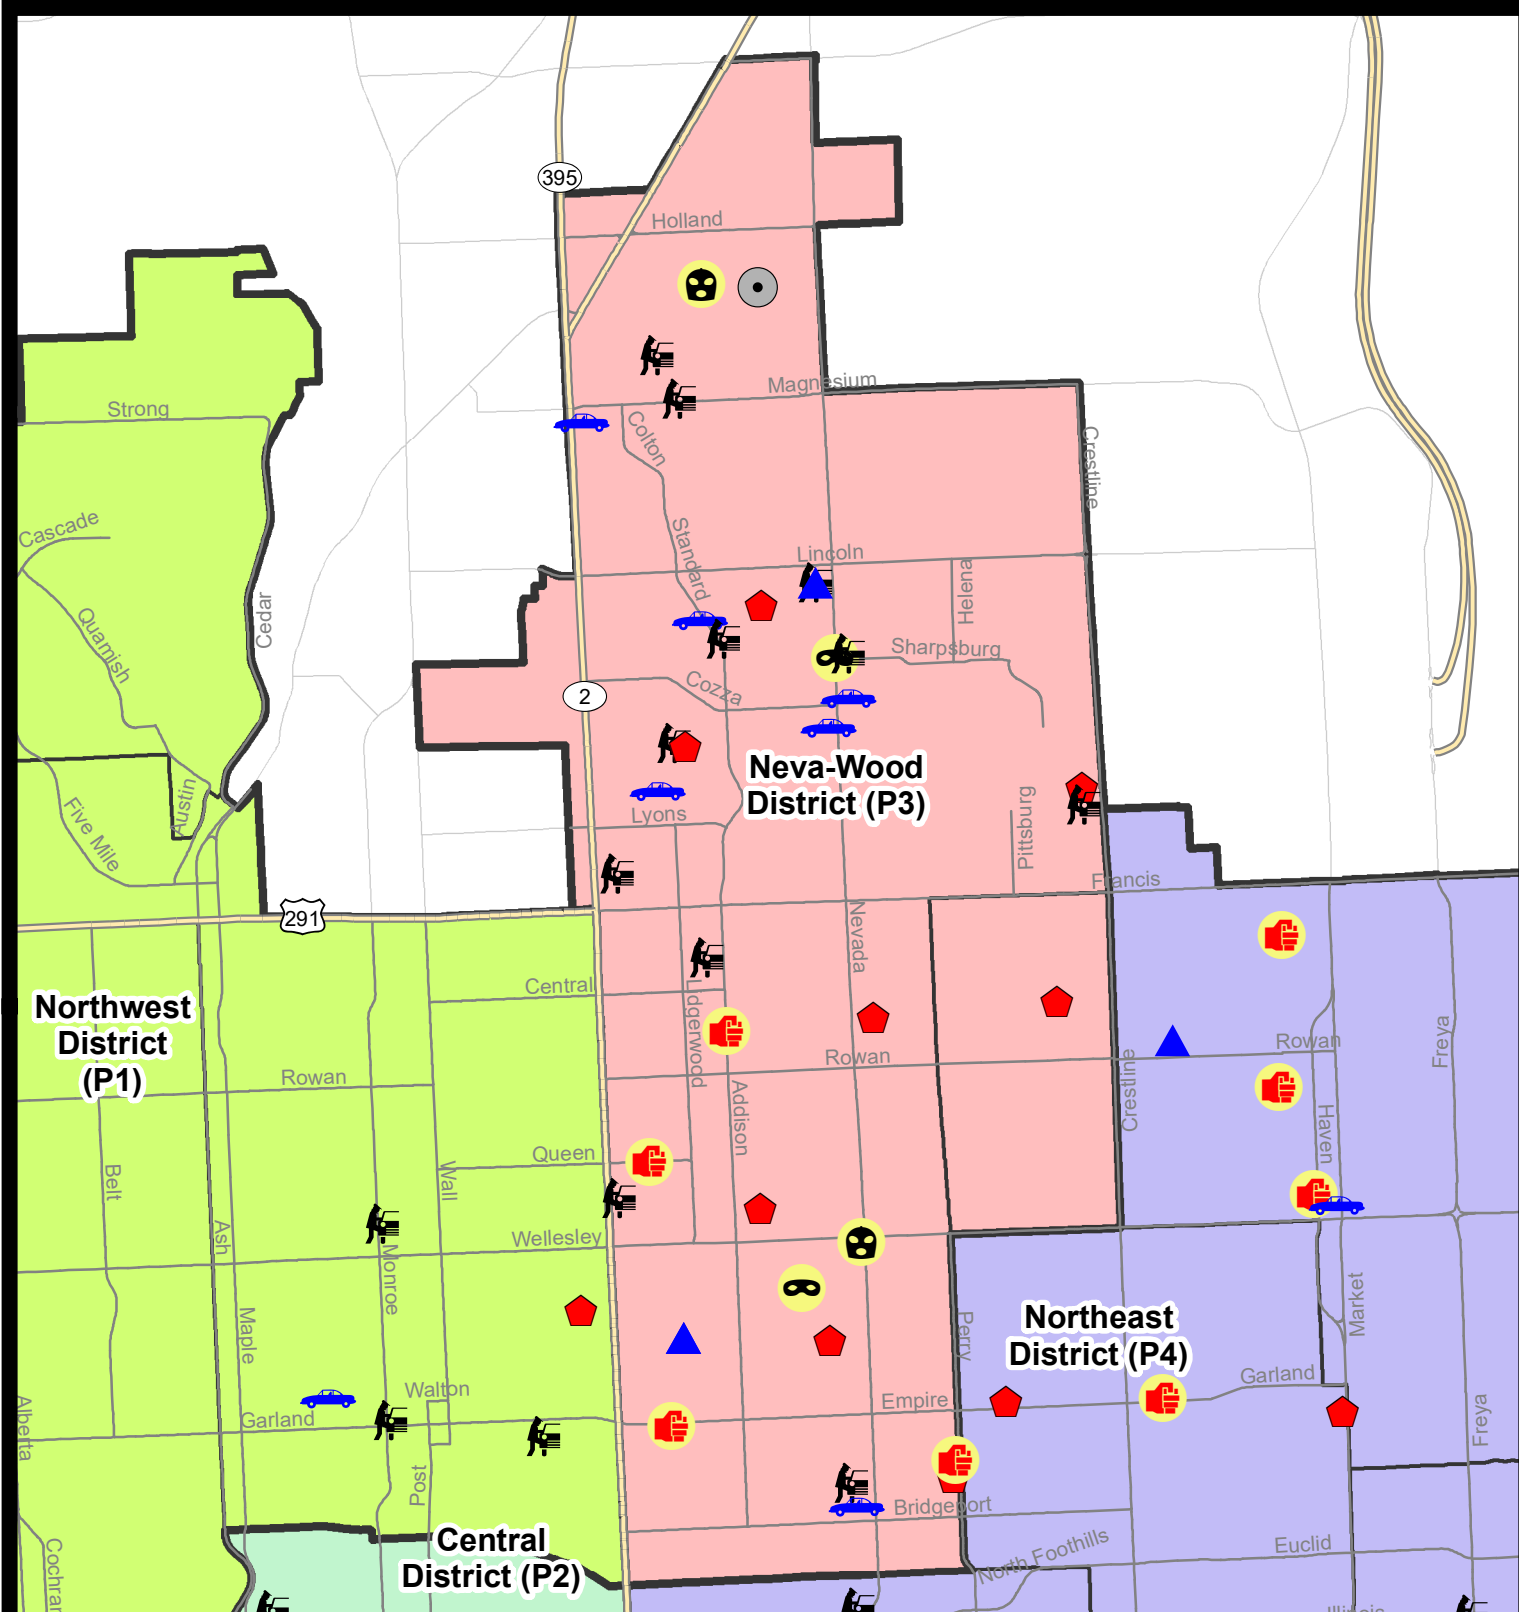 395
Holland
Magnesium
Strong
Colton
Crestline
Cascade
Standard
Lincoln
Helena
Cedar
Quamish
Sharpsburg
Cozza
2
Neva-Wood
District (P3)
Austin
Five Mile
Lyons
Pittsburg
Francis
291
Nevada
Central
Lidgerwood
Northwest
District
(P1)
Rowan
Rowan
Rowan
Freya
Crestline
Addison
Haven
Queen
Belt
Wall
Ash
Wellesley
Monroe
Market
Maple
Perry
Northeast
District (P4)
Garland
Walton
Empire
Garland
Alberta
Freya
Post
Bridgeport
Central
District (P2)
North Foothills
Euclid
Cochran
Illinois